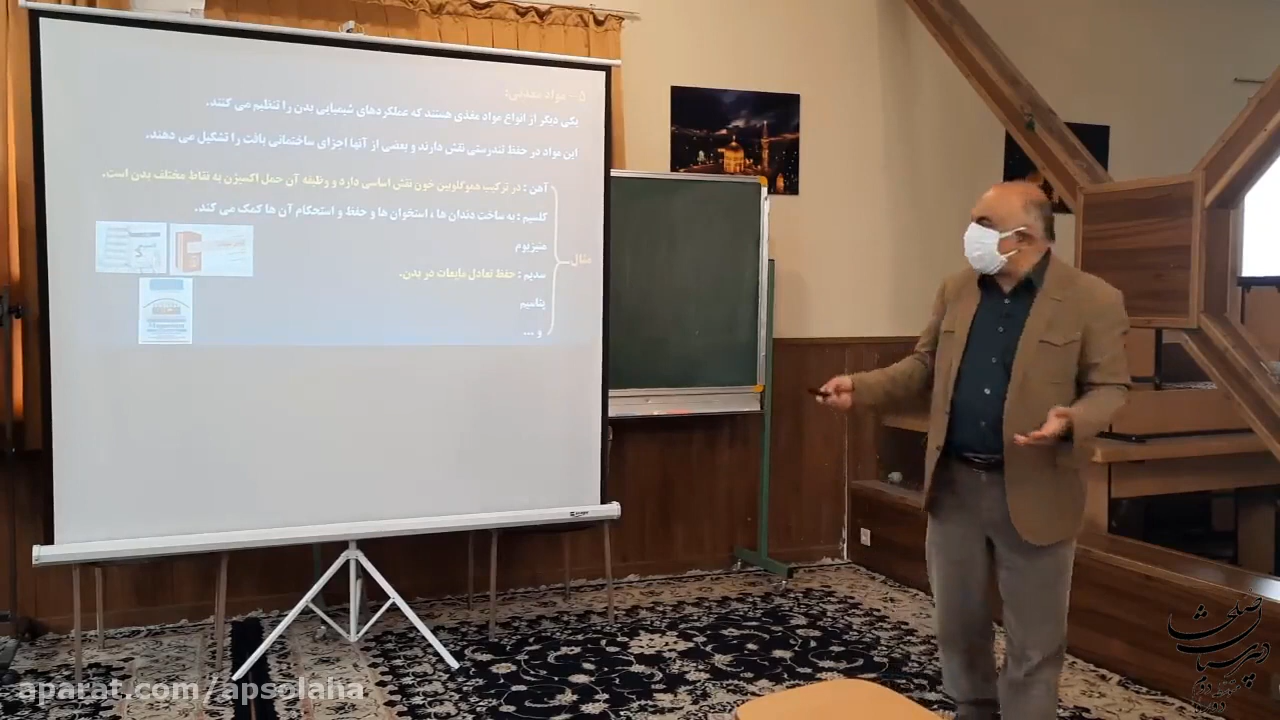 ۵ – مواد معدنی:
یکی دیگر از انواع مواد مغذی هستند که عملکردهای شیمیایی بدن را تنظیم می کنند.
این مواد در حفظ تندرستی نقش دارند و بعضی از آنها اجزای ساختمانی بافت را تشکیل می دهند.
آهن : در ترکیب هموگلوبین خون نقش اساسی دارد و وظیفه آن حمل اکسیژن به نقاط مختلف بدن است.
کلسیم : به ساخت دندان ها ، استخوان ها و حفظ و استحکام آن ها کمک می کند.
منیزیوم
مثال
سدیم : حفظ تعادل مایعات در بدن.
پتاسیم
و ...
aparat.com/apsolaha